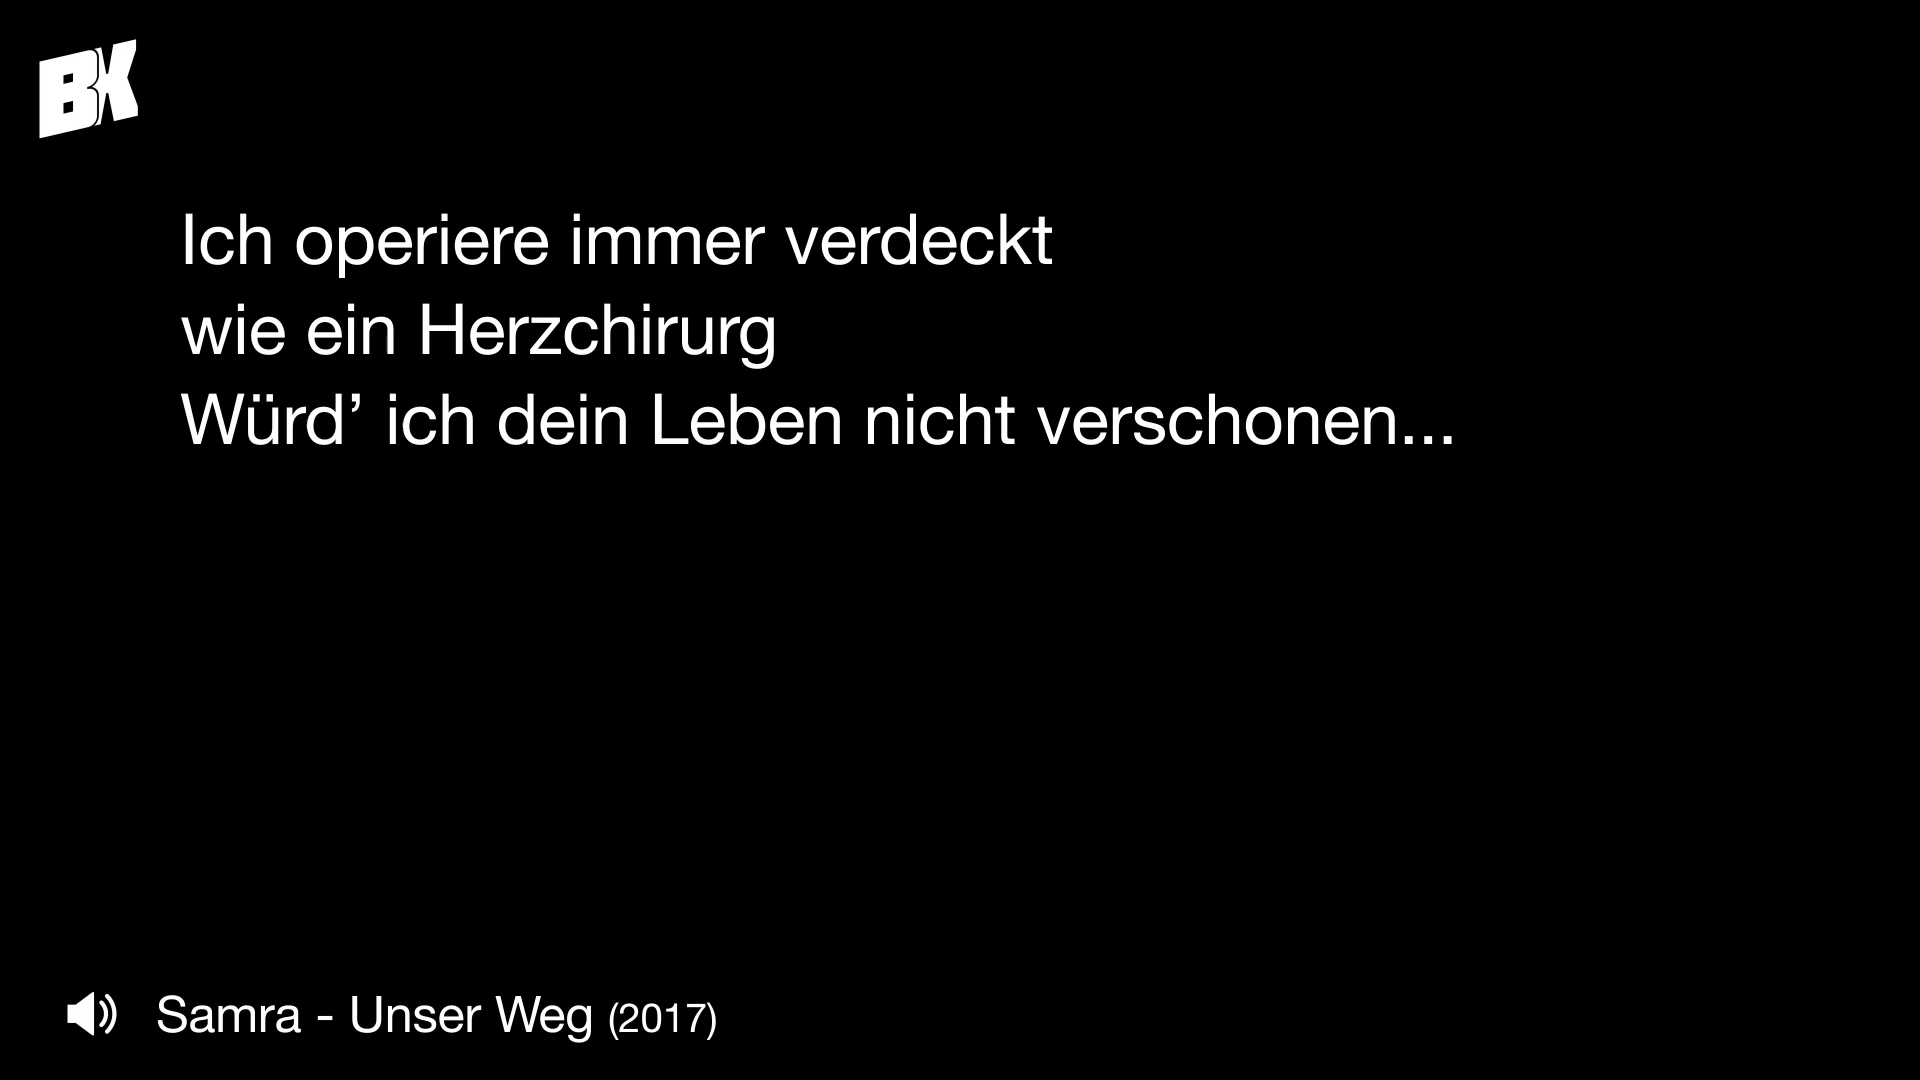 BK
Ich operiere immer verdeckt
wie ein Herzchirurg
Würd’ ich dein Leben nicht verschonen...
Samra - Unser Weg (2017)